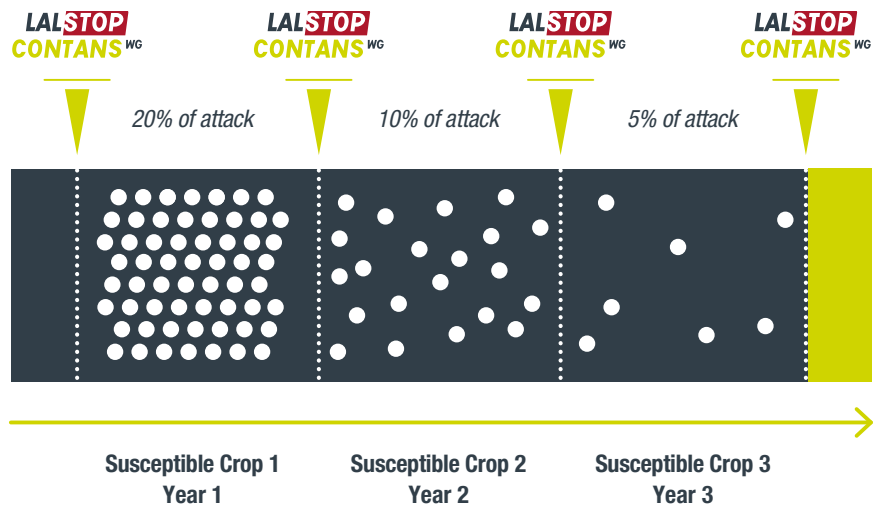 LALSTOP
CONTANS WG
LALSTOP
CONTANS WG
LALSTOP
CONTANS WG
LALSTOP
CONTANS WG
20% of attack
10% of attack
5% of attack
Susceptible Crop 1
Year 1
Susceptible Crop 2
Year 2
Susceptible Crop 3
Year 3